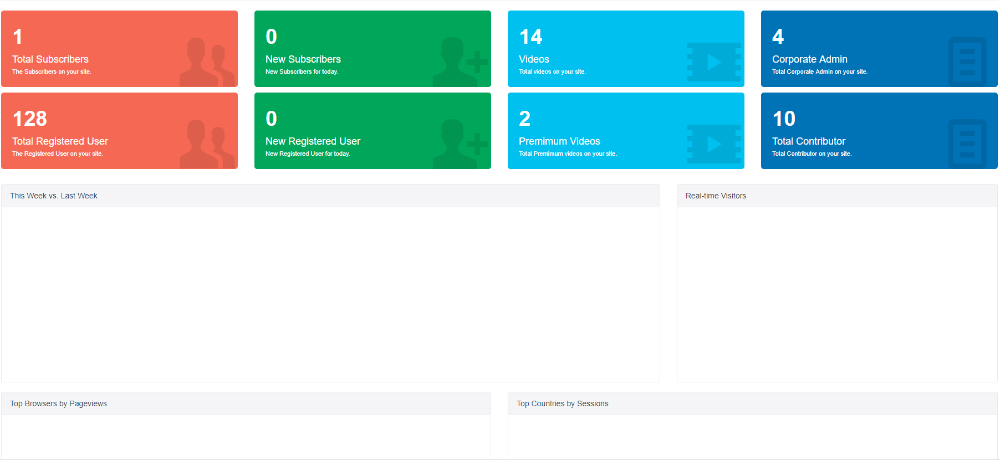 1
Total Subscribers
The Subscribers on your site.
0
New Subscribers
New Subscribers for today.
14
Videos
Total videos on your site.
4
Corporate Admin
Total Corporate Admin on your site.
128
Total Registered User
The Registered User on your site.
0
New Registered User
New Registered User for today.
2
Premimum Videos
Total Premimum videos on your site.
10
Total Contributor
Total Contributor on your site.
This Week vs. Last Week
Real-time Visitors
Top Browsers by Pageviews
Top Countries by Sessions